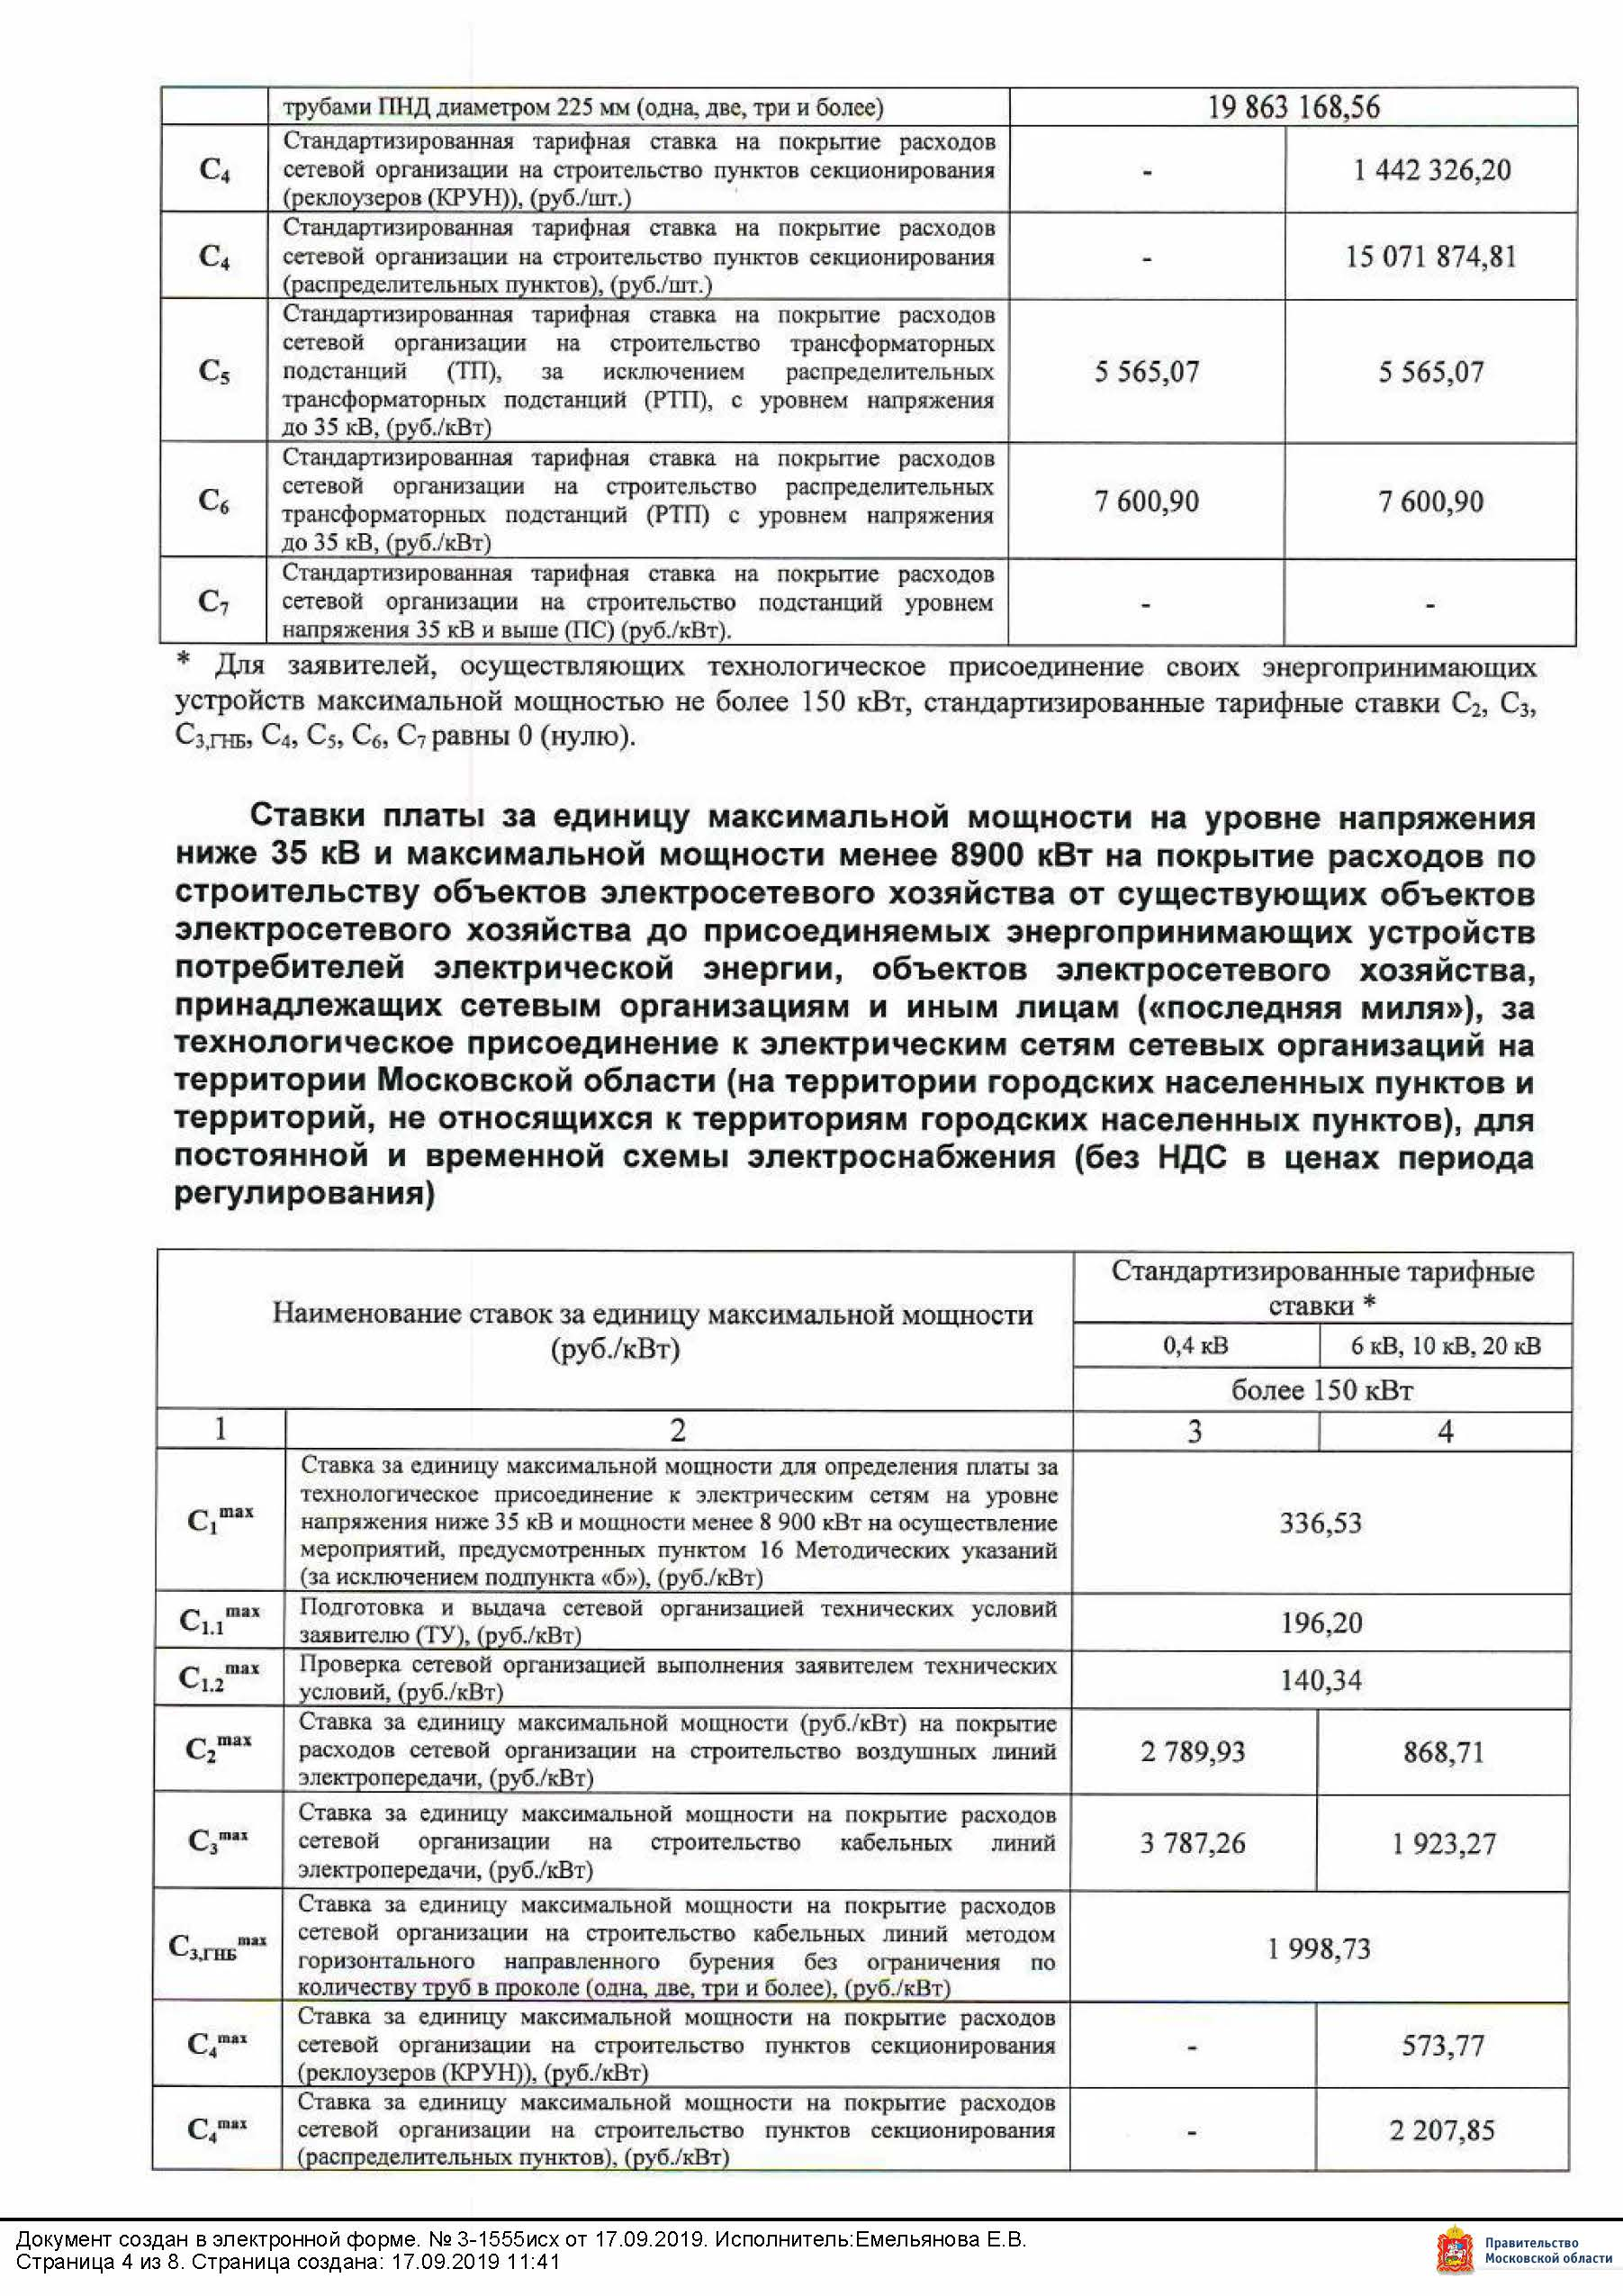 трубами ПНД диаметром 225 мм (одна, две, три и более) 19 863 168,56
Стандартизированная тарифная ставка на покрытие расходов
C4 сетевой организации на строительство пунктов секционирования - 1 442 326,20
(реклоузеров (КРУН)), (руб./шт.)
Стандартизированная тарифная ставка на покрытие расходов
C4 сетевой организации на строительство пунктов секционирования - 15 071 874,81
(распределительных пунктов), (руб./шт.)
Стандартизированная тарифная ставка на покрытие расходов
сетевой организации на строительство трансформаторных
C5 подстанций (ТП), за исключением распределительных 5 565,07 5 565,07
трансформаторных подстанций (РТП), с уровнем напряжения
до 35 кВ, (руб./кВт)
Стандартизированная тарифная ставка на покрытие расходов
C6 сетевой организации на строительство распределительных 7 600,90 7 600,90
трансформаторных подстанций (РТП) с уровнем напряжения
до 35 кВ, (руб./кВт)
Стандартизированная тарифная ставка на покрытие расходов
C7 сетевой организации на строительство подстанций уровнем - -
напряжения 35 кВ и выше (ПС) (руб./кВт).
* Для заявителей, осуществляющих технологическое присоединение своих энергопринимающих
устройств максимальной мощностью не более 150 кВт, стандартизированные тарифные ставки C2, C3,
C3,ГНБ, C4, C5, C6, C7 равны 0 (нулю).
Ставки платы за единицу максимальной мощности на уровне напряжения
ниже 35 кВ и максимальной мощности менее 8900 кВт на покрытие расходов по
строительству объектов электросетевого хозяйства от существующих объектов
электросетевого хозяйства до присоединяемых энергопринимающих устройств
потребителей электрической энергии, объектов электросетевого хозяйства,
принадлежащих сетевым организациям и иным лицам («последняя миля»), за
технологическое присоединение к электрическим сетям сетевых организаций на
территории Московской области (на территории городских населенных пунктов и
территорий, не относящихся к территориям городских населенных пунктов), для
постоянной и временной схемы электроснабжения (без НДС в ценах периода
регулирования)
Наименование ставок за единицу максимальной мощности
(руб./кВт)
Стандартизированные тарифные
ставки *
0,4 кВ 6 кВ, 10 кВ, 20 кВ
более 150 кВт
1 2 3 4
Ставка за единицу максимальной мощности для определения платы за
технологическое присоединение к электрическим сетям на уровне
C1max напряжения ниже 35 кВ и мощности менее 8 900 кВт на осуществление 336,53
мероприятий, предусмотренных пунктом 16 Методических указаний
(за исключением подпункта «б»), (руб./кВт)
C1.1max Подготовка и выдача сетевой организацией технических условий 196,20
заявителю (ТУ), (руб./кВт)
C1.2max Проверка сетевой организацией выполнения заявителем технических 140,34
условий, (руб./кВт)
Ставка за единицу максимальной мощности (руб./кВт) на покрытие
C2max расходов сетевой организации на строительство воздушных линий 2 789,93 868,71
электропередачи, (руб./кВт)
Ставка за единицу максимальной мощности на покрытие расходов
C3max сетевой организации на строительство кабельных линий 3 787,26 1 923,27
электропередачи, (руб./кВт)
Ставка за единицу максимальной мощности на покрытие расходов
C3,ГНБmax сетевой организации на строительство кабельных линий методом 1 998,73
горизонтального направленного бурения без ограничения по
количеству труб в проколе (одна, две, три и более), (руб./кВт)
Ставка за единицу максимальной мощности на покрытие расходов
C4max сетевой организации на строительство пунктов секционирования - 573,77
(реклоузеров (КРУН)), (руб./кВт)
Ставка за единицу максимальной мощности на покрытие расходов
C4max сетевой организации на строительство пунктов секционирования - 2 207,85
(распределительных пунктов), (руб./кВт)
Документ создан в электронной форме. № 3-1555исх от 17.09.2019. Исполнитель:Емельянова Е.В.
Страница 4 из 8. Страница создана: 17.09.2019 11:41
Правительство
Московской области